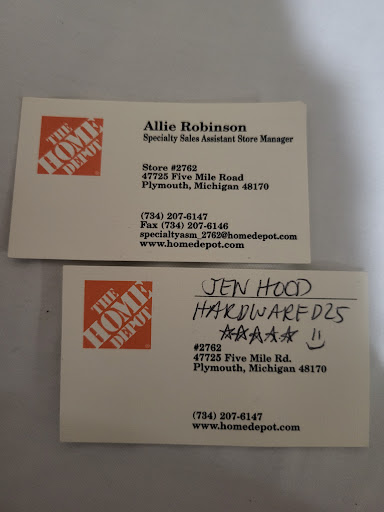 THE
HOME
DEPOT
Allie Robinson
Specialty Sales Assistant Store Manager
Store #2762
47725 Five Mile Road
Plymouth, Michigan 48170
(734) 207-6147
Fax (734) 207-6146
specialtyasm_2762@homedepot.com
www.homedepot.com
THE
HOME
DEPOT
JEN HOOD
HARDWARE D25
#2762
47725 Five Mile Rd.
Plymouth, Michigan 48170
(734) 207-6147
www.homedepot.com